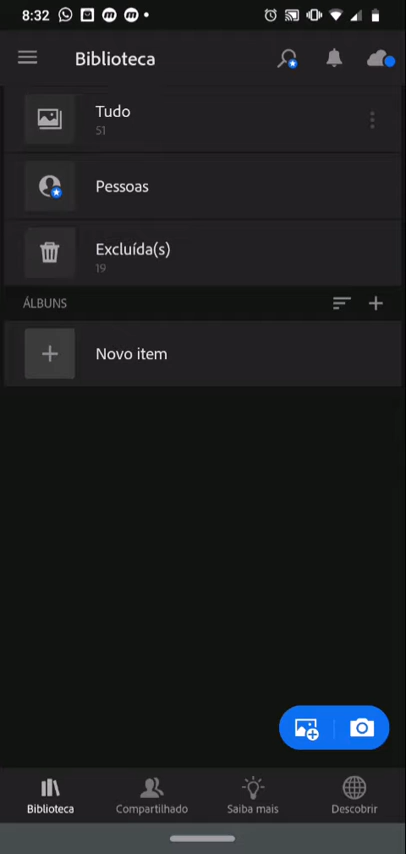 8:32
Biblioteca
Tudo
51
Pessoas
Excluída(s)
19
ÁLBUNS
Novo item
Biblioteca
Compartilhado
Saiba mais
Descobrir